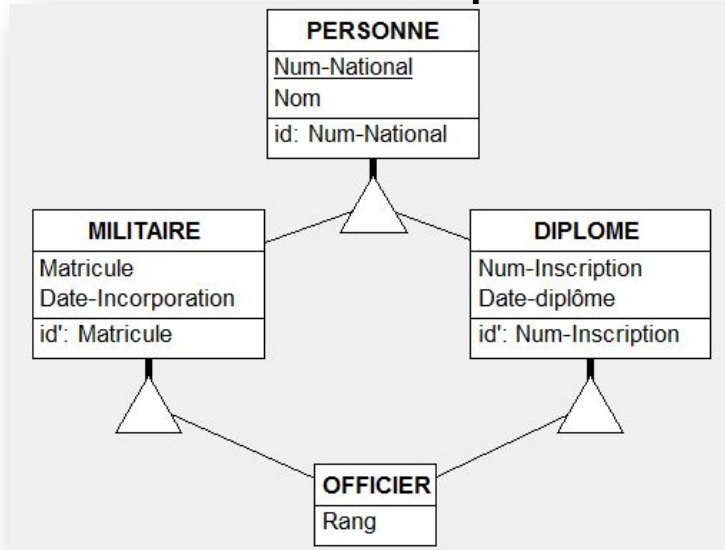 PERSONNE
Num-National
Nom
id: Num-National
MILITAIRE
Matricule
Date-Incorporation
id': Matricule
DIPLOME
Num-Inscription
Date-diplôme
id': Num-Inscription
OFFICIER
Rang